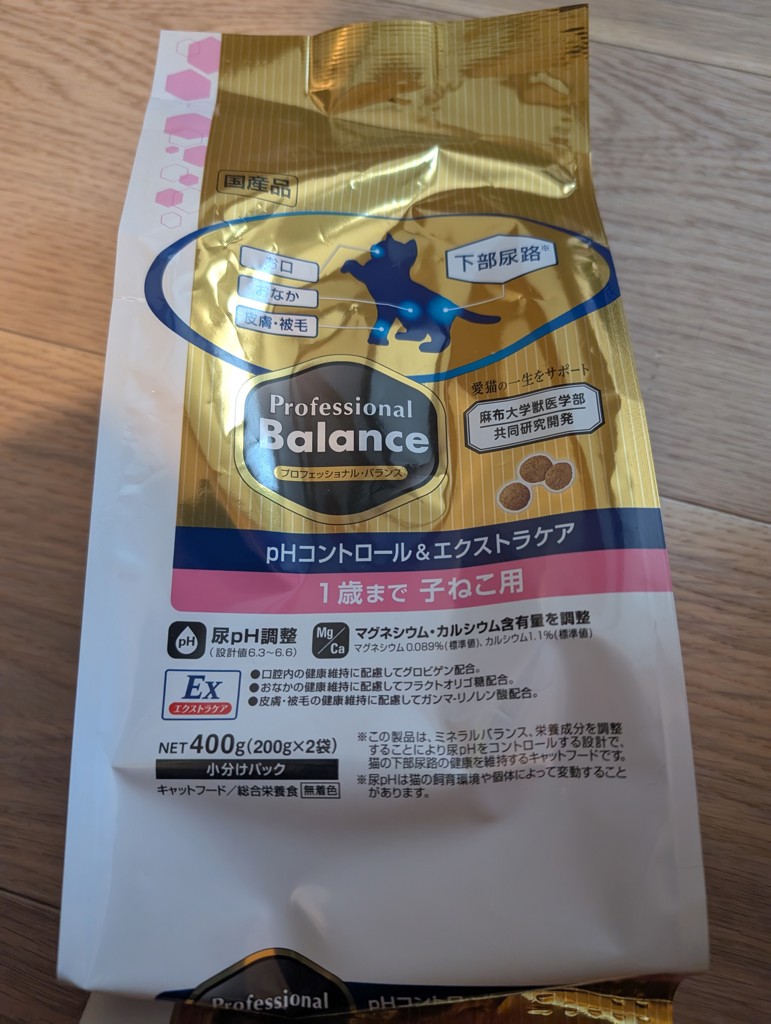 国産品
お口
おなか
皮膚・被毛
下部尿路※
愛猫の一生をサポート
麻布大学獣医学部
共同研究開発
Professional
Balance
プロフェッショナル・バランス
pHコントロール&エクストラケア
1歳まで 子ねこ用
pH
尿pH調整
(設計値6.3~6.6)
Mg/Ca
マグネシウム・カルシウム含有量を調整
マグネシウム0.089%(標準値)、カルシウム1.1%(標準値)
Ex
エクストラケア
●口腔内の健康維持に配慮してグロビゲン配合。
●おなかの健康維持に配慮してフラクトオリゴ糖配合。
●皮膚・被毛の健康維持に配慮してガンマ-リノレン酸配合。
NET 400g(200g×2袋)
小分けパック
キャットフード/総合栄養食 無着色
※この製品は、ミネラルバランス、栄養成分を調整
することにより尿pHをコントロールする設計で、
猫の下部尿路の健康を維持するキャットフードです。
※尿pHは猫の飼育環境や個体によって変動すること
があります。
Professional
pHコントロ